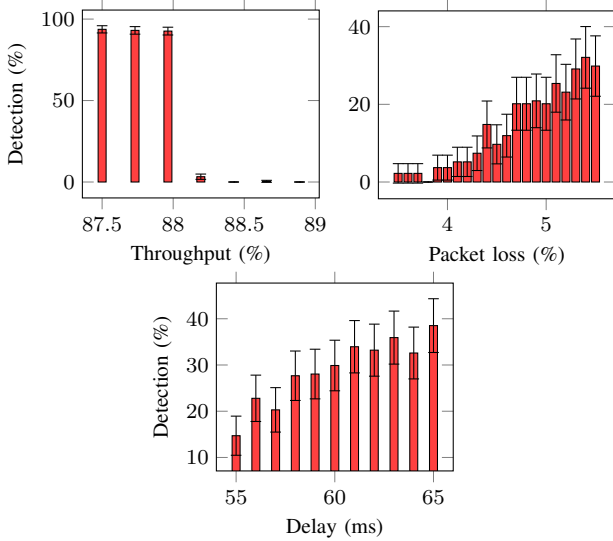 100
50
0
Detection (%)
87.5 88 88.5 89
Throughput (%)
40
20
0
4 5
Packet loss (%)
40
30
20
10
Detection (%)
55 60 65
Delay (ms)